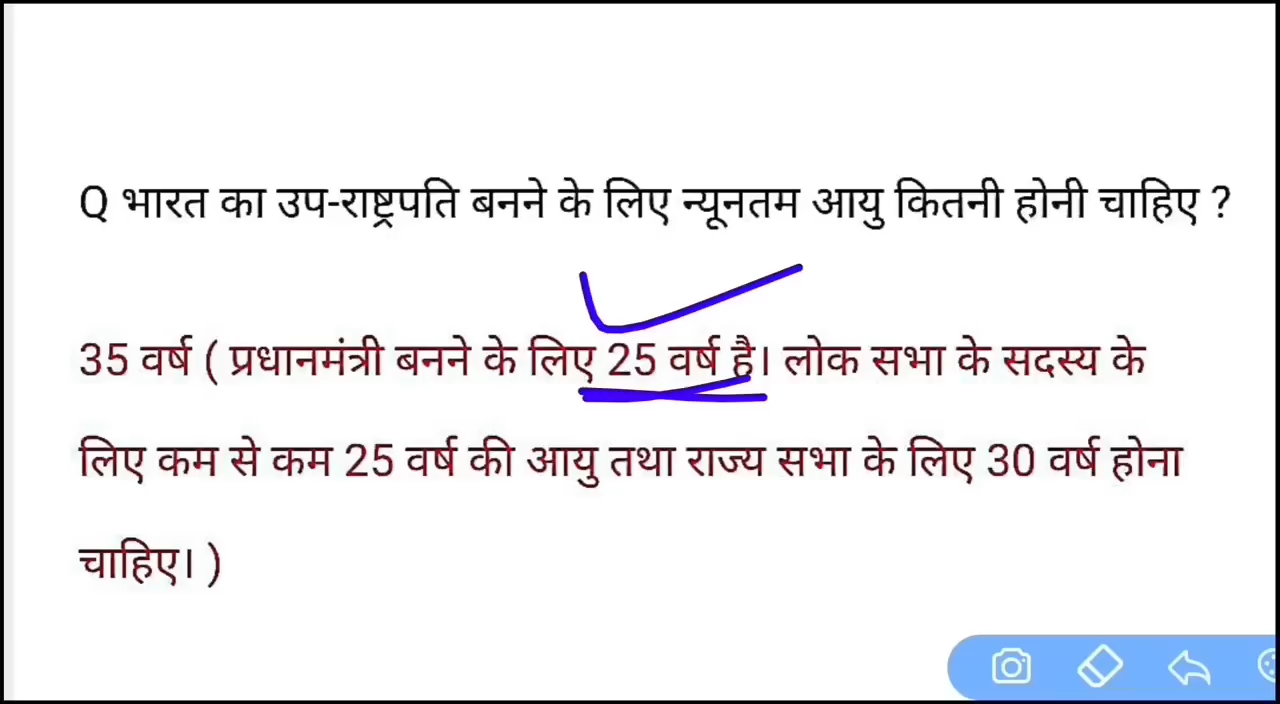 Q भारत का उप-राष्ट्रपति बनने के लिए न्यूनतम आयु कितनी होनी चाहिए ?
35 वर्ष ( प्रधानमंत्री बनने के लिए 25 वर्ष है। लोक सभा के सदस्य के
लिए कम से कम 25 वर्ष की आयु तथा राज्य सभा के लिए 30 वर्ष होना
चाहिए। )